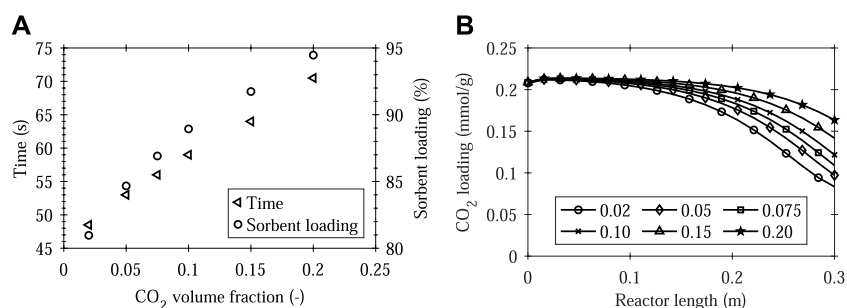 A
Time (s)
75
70
65
60
55
50
45
0
0.05
0.1
0.15
0.2
0.25
CO2 volume fraction (-)
95
90
85
80
Sorbent loading (%)
Time
Sorbent loading
B
CO2 loading (mmol/g)
0.25
0.2
0.15
0.1
0.05
0
0
0.1
0.2
0.3
Reactor length (m)
0.02 0.05 0.075
0.10 0.15 0.20